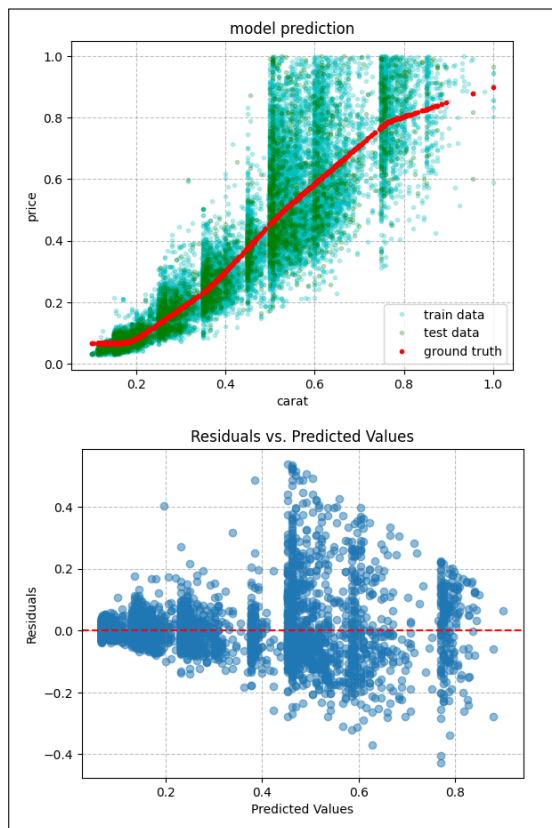 model prediction
1.0
0.8
0.6
0.4
0.2
0.0
price
0.2
0.4
0.6
0.8
1.0
carat
train data
test data
ground truth
Residuals vs. Predicted Values
0.4
0.2
0.0
−0.2
−0.4
Residuals
0.2
0.4
0.6
0.8
Predicted Values